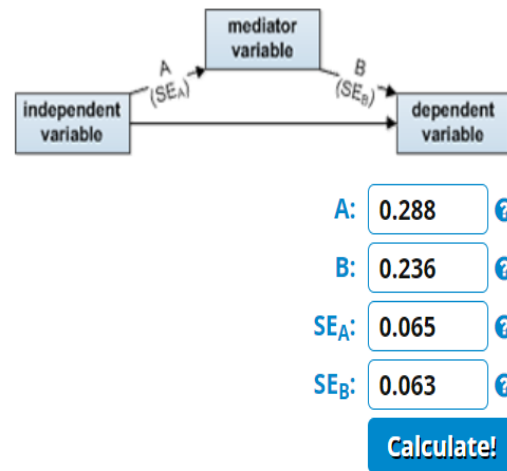 mediator
variable
A
(SEA)
B
(SEB)
independent
variable
dependent
variable
A: 0.288 ?
B: 0.236 ?
SEA: 0.065 ?
SEB: 0.063 ?
Calculate!